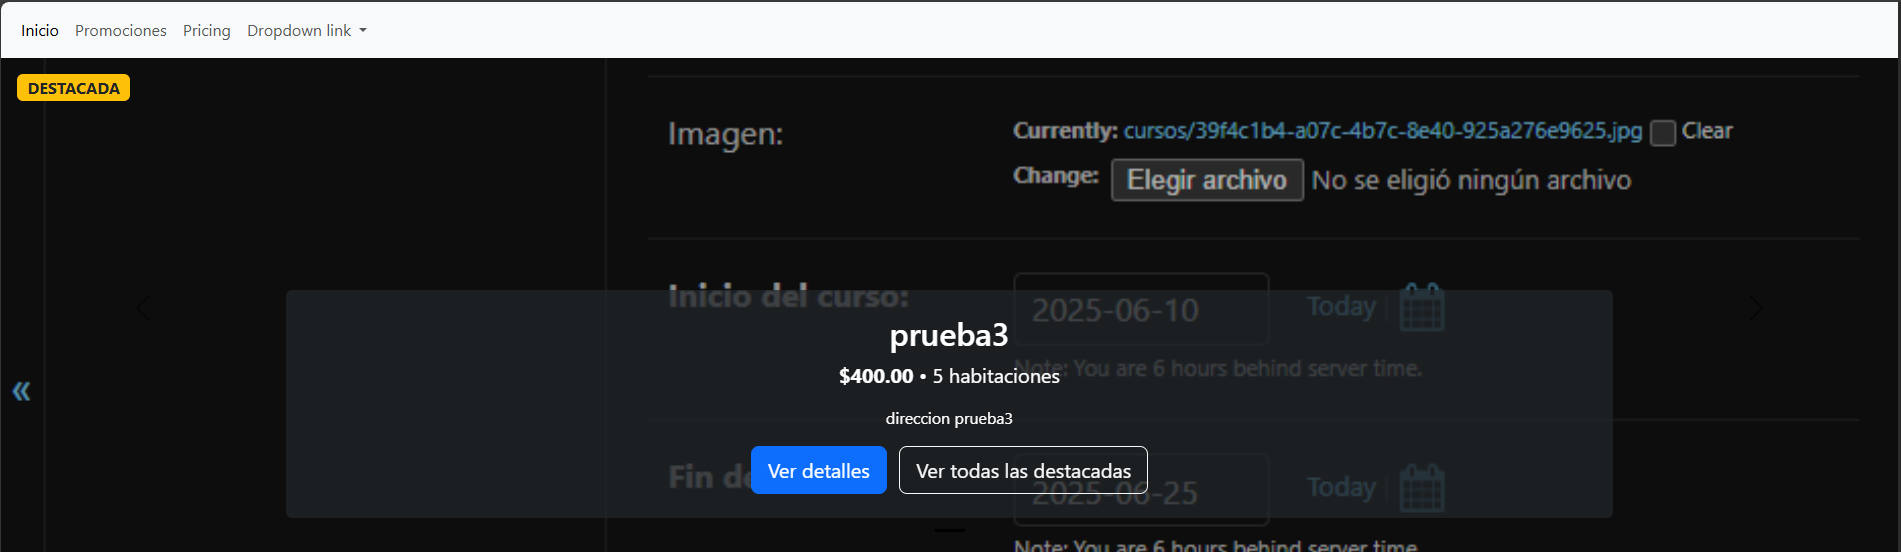 Inicio Promociones Pricing Dropdown link
DESTACADA
Imagen:
Currently: cursos/39f4c1b4-a07c-4b7c-8e40-925a276e9625.jpg Clear
Change: Elegir archivo No se eligió ningún archivo
Inicio del curso:
2025-06-10 Today
prueba3
Note: You are 6 hours behind server time.
$400.00 • 5 habitaciones
direccion prueba3
«
Fin de
Ver detalles
Ver todas las destacadas
2025-06-25 Today
Note: You are 6 hours behind server time.